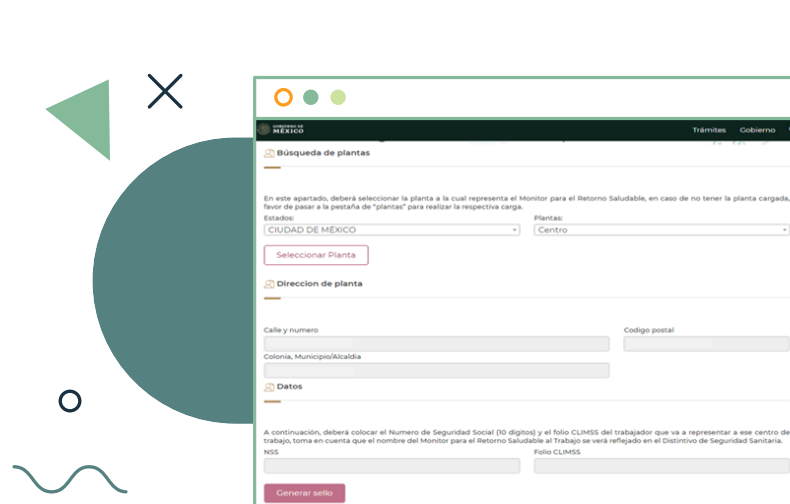 GOBIERNO DE
MÉXICO
Trámites Gobierno
Búsqueda de plantas
En este apartado, deberá seleccionar la planta a la cual representa el Monitor para el Retorno Saludable, en caso de no tener la planta cargada,
favor de pasar a la pestaña de "plantas" para realizar la respectiva carga.
Estados: Plantas:
CIUDAD DE MÉXICO Centro
Seleccionar Planta
Direccion de planta
Calle y numero Codigo postal
Colonia, Municipio/Alcaldia
Datos
A continuación, deberá colocar el Numero de Seguridad Social (10 digitos) y el folio CLIMSS del trabajador que va a representar a ese centro de
trabajo, toma en cuenta que el nombre del Monitor para el Retorno Saludable al Trabajo se verá reflejado en el Distintivo de Seguridad Sanitaria.
NSS Folio CLIMSS
Generar sello